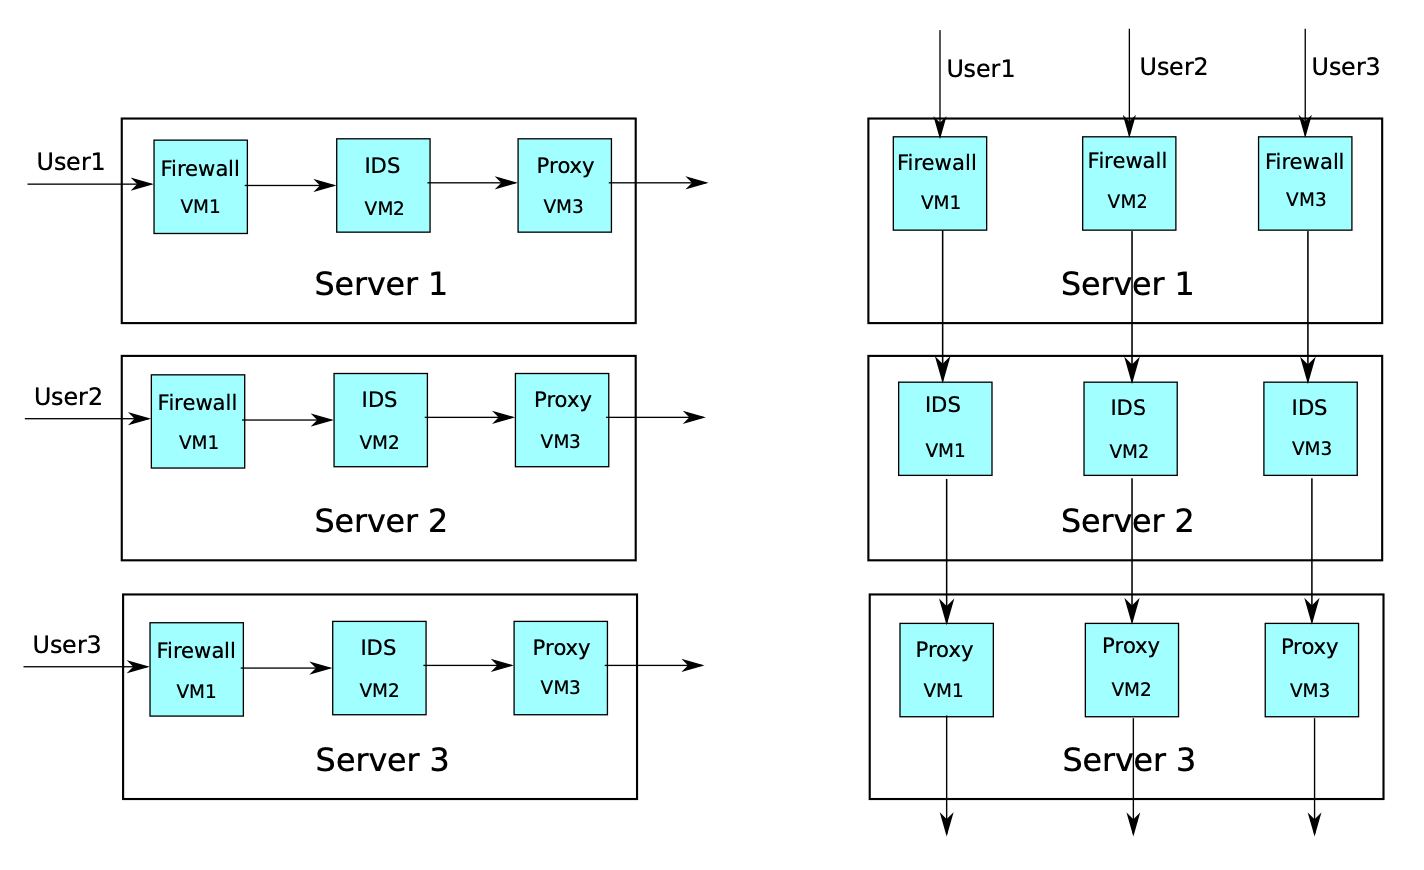 User1
Firewall
VM1
IDS
VM2
Proxy
VM3
Server 1
User2
Firewall
VM1
IDS
VM2
Proxy
VM3
Server 2
User3
Firewall
VM1
IDS
VM2
Proxy
VM3
Server 3
User1
User2
User3
Firewall
VM1
Firewall
VM2
Firewall
VM3
Server 1
IDS
VM1
IDS
VM2
IDS
VM3
Server 2
Proxy
VM1
Proxy
VM2
Proxy
VM3
Server 3